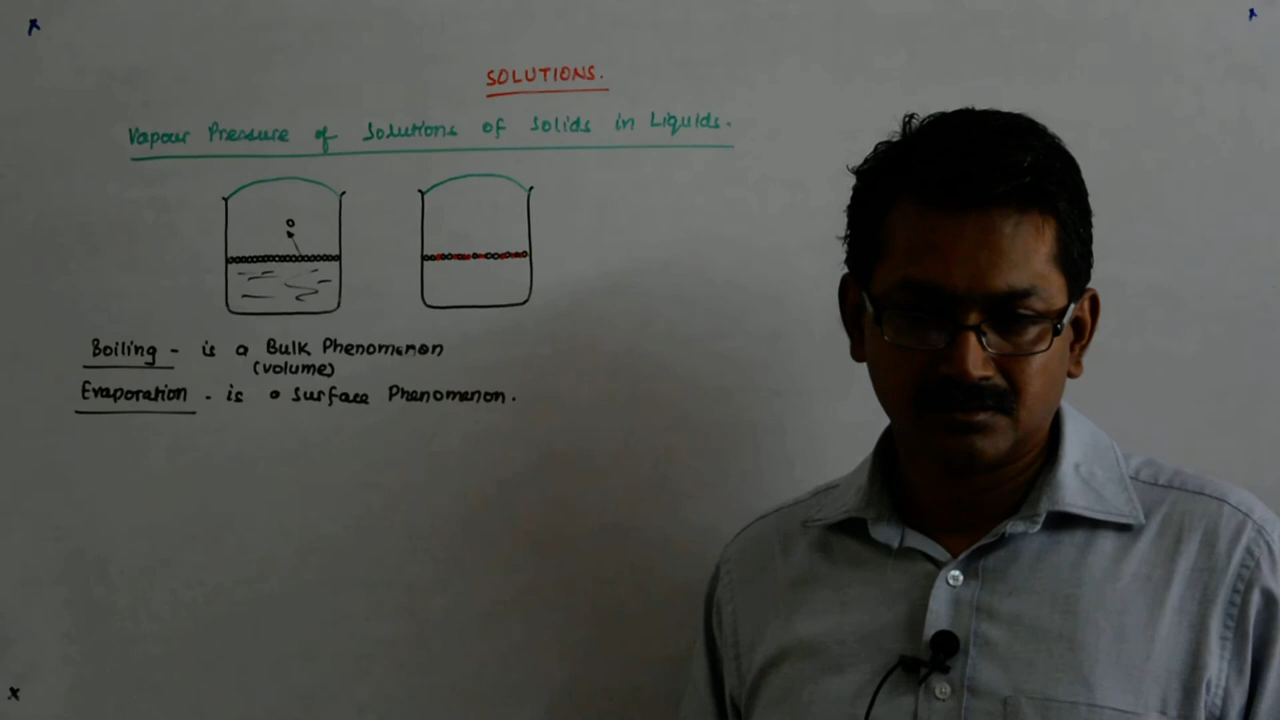 SOLUTIONS.
Vapour Pressure of Solutions of Solids in Liquids.
Boiling - is a Bulk Phenomenon
(volume)
Evaporation - is a surface Phenomenon.